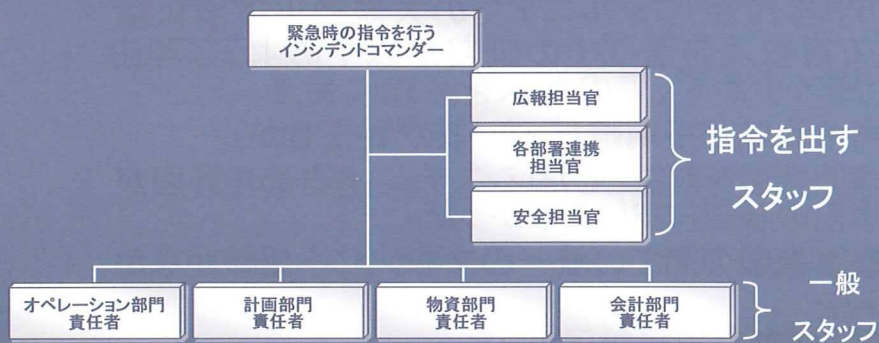 緊急時の指令を行う
インシデントコマンダー
広報担当官
各部署連携
担当官
安全担当官
指令を出す
スタッフ
オペレーション部門
責任者
計画部門
責任者
物資部門
責任者
会計部門
責任者
一般
スタッフ